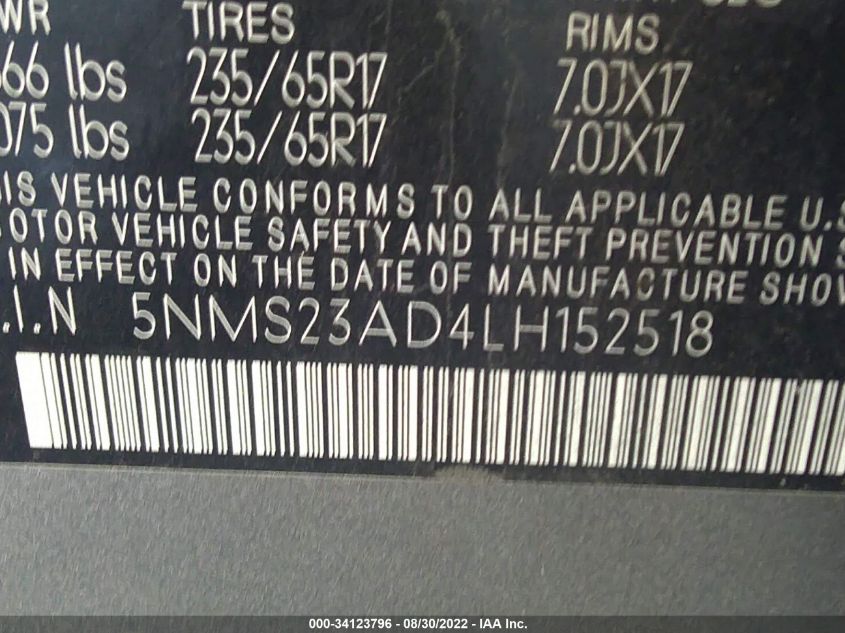 WR TIRES RIMS
66 lbs 235/65R17 7.0JX17
075 lbs 235/65R17 7.0JX17
IS VEHICLE CONFORMS TO ALL APPLICABLE U.S
OTOR VEHICLE SAFETY AND THEFT PREVENTION S
IN EFFECT ON THE DATE OF MANUFACTURE SHOW
.I.N 5NMS23AD4LH152518
000-34123796 - 08/30/2022 - IAA Inc.